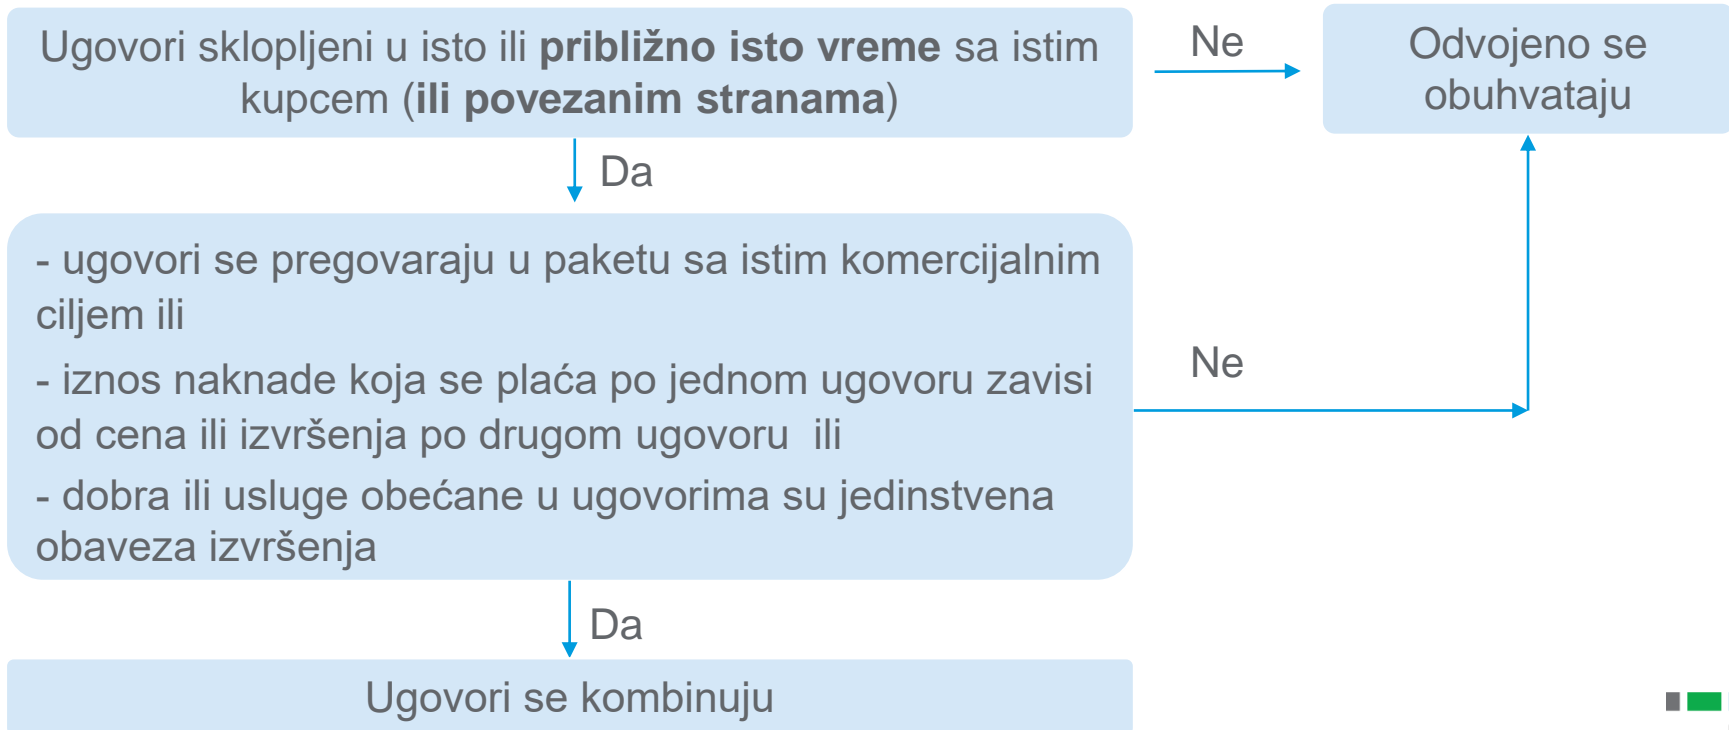 Ugovori sklopljeni u isto ili približno isto vreme sa istim
kupcem (ili povezanim stranama)
Ne
Odvojeno se
obuhvataju
Da
- ugovori se pregovaraju u paketu sa istim komercijalnim
ciljem ili
- iznos naknade koja se plaća po jednom ugovoru zavisi
od cena ili izvršenja po drugom ugovoru  ili
- dobra ili usluge obećane u ugovorima su jedinstvena
obaveza izvršenja
Ne
Da
Ugovori se kombinuju